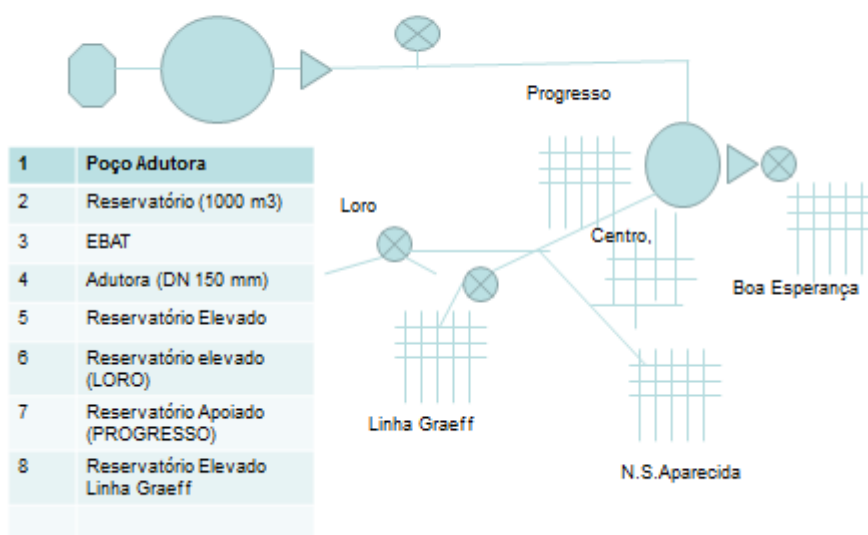 Progresso
1 Poço Adutora
2 Reservatório (1000 m3)
3 EBAT
4 Adutora (DN 150 mm)
5 Reservatório Elevado
6 Reservatório elevado
(LORO)
7 Reservatório Apoiado
(PROGRESSO)
8 Reservatório Elevado
Linha Graeff
Loro
Centro,
Boa Esperança
Linha Graeff
N.S.Aparecida